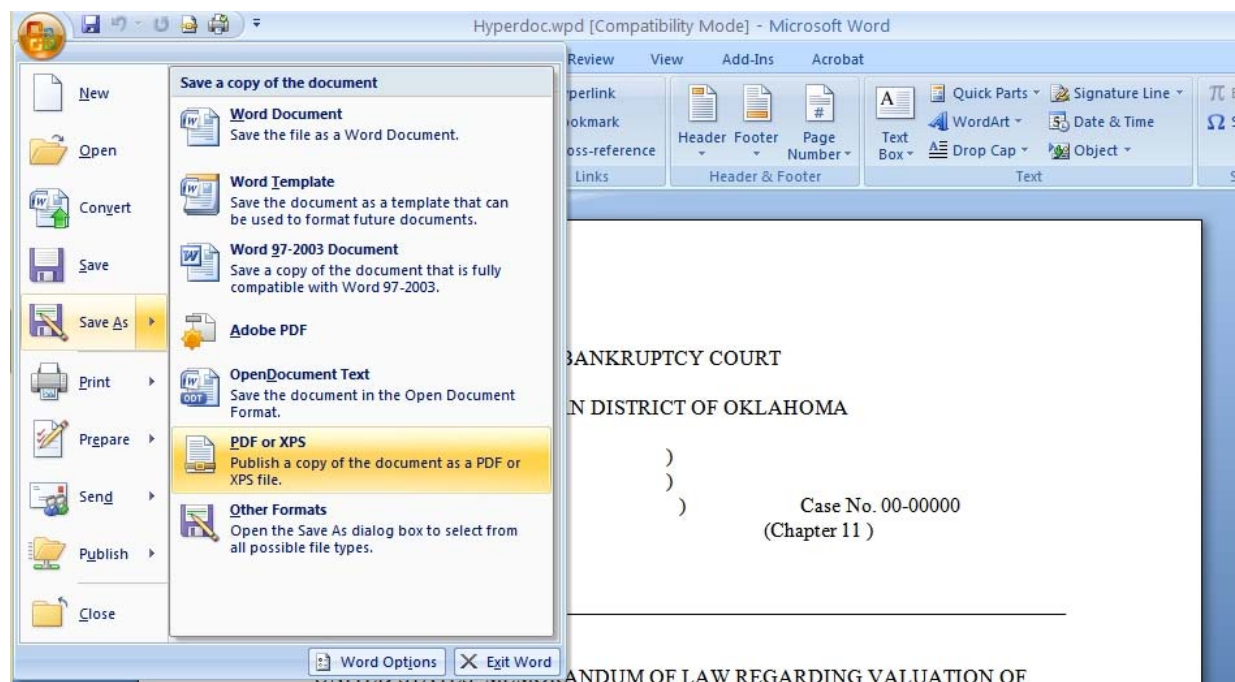 Hyperdoc.wpd [Compatibility Mode] - Microsoft Word
Review View Add-Ins Acrobat
New
Open
Convert
Save
Save As
Print
Prepare
Send
Publish
Close
Save a copy of the document
Word Document
Save the file as a Word Document.
Word Template
Save the document as a template that can
be used to format future documents.
Word 97-2003 Document
Save a copy of the document that is fully
compatible with Word 97-2003.
Adobe PDF
OpenDocument Text
Save the document in the Open Document
Format.
PDF or XPS
Publish a copy of the document as a PDF or
XPS file.
Other Formats
Open the Save As dialog box to select from
all possible file types.
Word Options
Exit Word
perlink
okmark
oss-reference
Links
Header
Footer
Page
Number
Header & Footer
A
Text
Box
Quick Parts
WordArt
Drop Cap
Signature Line
Date & Time
Object
Text
π
Ω
BANKRUPTCY COURT
N DISTRICT OF OKLAHOMA
)
)
) Case No. 00-00000
(Chapter 11 )
ANDUM OF LAW REGARDING VALUATION OF